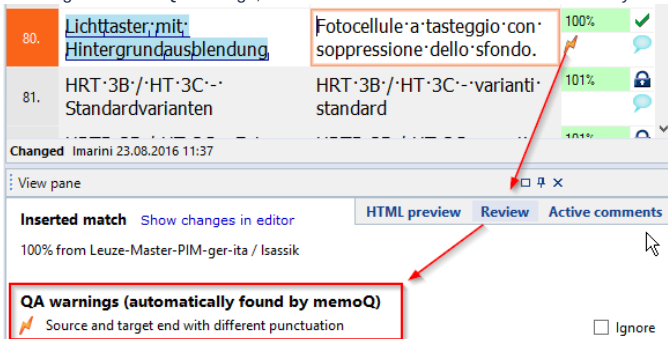 80.
Lichttaster; mit·
Hintergrundausblendung
Fotocellule·a·tasteggio·con·
soppressione·dello·sfondo.
100%
81.
HRT·3B·/·HT·3C·-·
Standardvarianten
HRT·3B·/·HT·3C·-·varianti·
standard
101%
101%
Changed Imarini 23.08.2016 11:37
View pane
Inserted match Show changes in editor
HTML preview Review Active comments
100% from Leuze-Master-PIM-ger-ita / Isassik
QA warnings (automatically found by memoQ)
Source and target end with different punctuation
Ignore